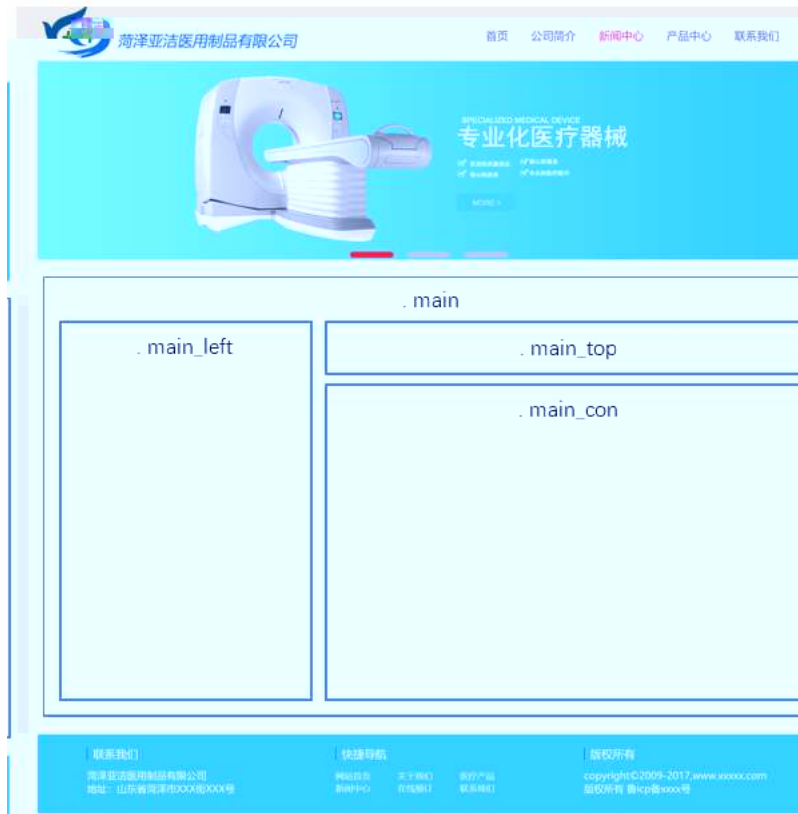 菏泽亚洁医用制品有限公司
首页 公司简介 新闻中心 产品中心 联系我们
SPECIALIZED MEDICAL DEVICE
专业化医疗器械
MORE >
. main
. main_left
. main_top
. main_con
联系我们 快捷导航 版权所有
菏泽亚洁医用制品有限公司 网站首页 关于我们 医疗产品 copyright©2009-2017,www.xxxxx.com
地址：山东省菏泽市XXX街XXX号 新闻中心 在线预订 联系我们 版权所有 鲁icp备xxxx号